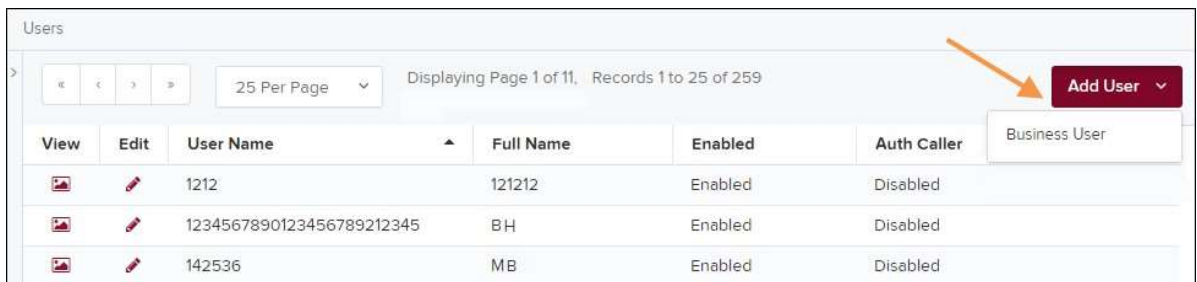 Users
25 Per Page Displaying Page 1 of 11, Records 1 to 25 of 259 Add User
Business User
View Edit User Name Full Name Enabled Auth Caller
1212 121212 Enabled Disabled
1234567890123456789212345 BH Enabled Disabled
142536 MB Enabled Disabled